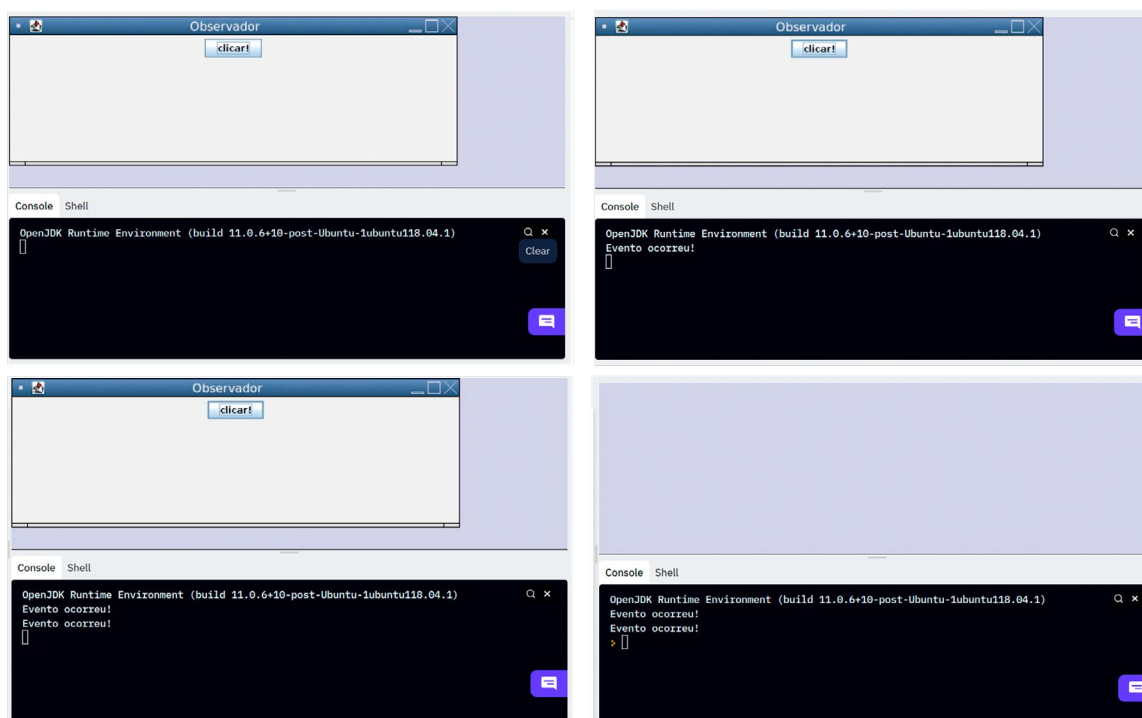 Observador
clicar!
Console Shell
OpenJDK Runtime Environment (build 11.0.6+10-post-Ubuntu-1ubuntu118.04.1)
Clear
Observador
clicar!
Console Shell
OpenJDK Runtime Environment (build 11.0.6+10-post-Ubuntu-1ubuntu118.04.1)
Evento ocorreu!
Observador
clicar!
Console Shell
OpenJDK Runtime Environment (build 11.0.6+10-post-Ubuntu-1ubuntu118.04.1)
Evento ocorreu!
Evento ocorreu!
Console Shell
OpenJDK Runtime Environment (build 11.0.6+10-post-Ubuntu-1ubuntu118.04.1)
Evento ocorreu!
Evento ocorreu!
>